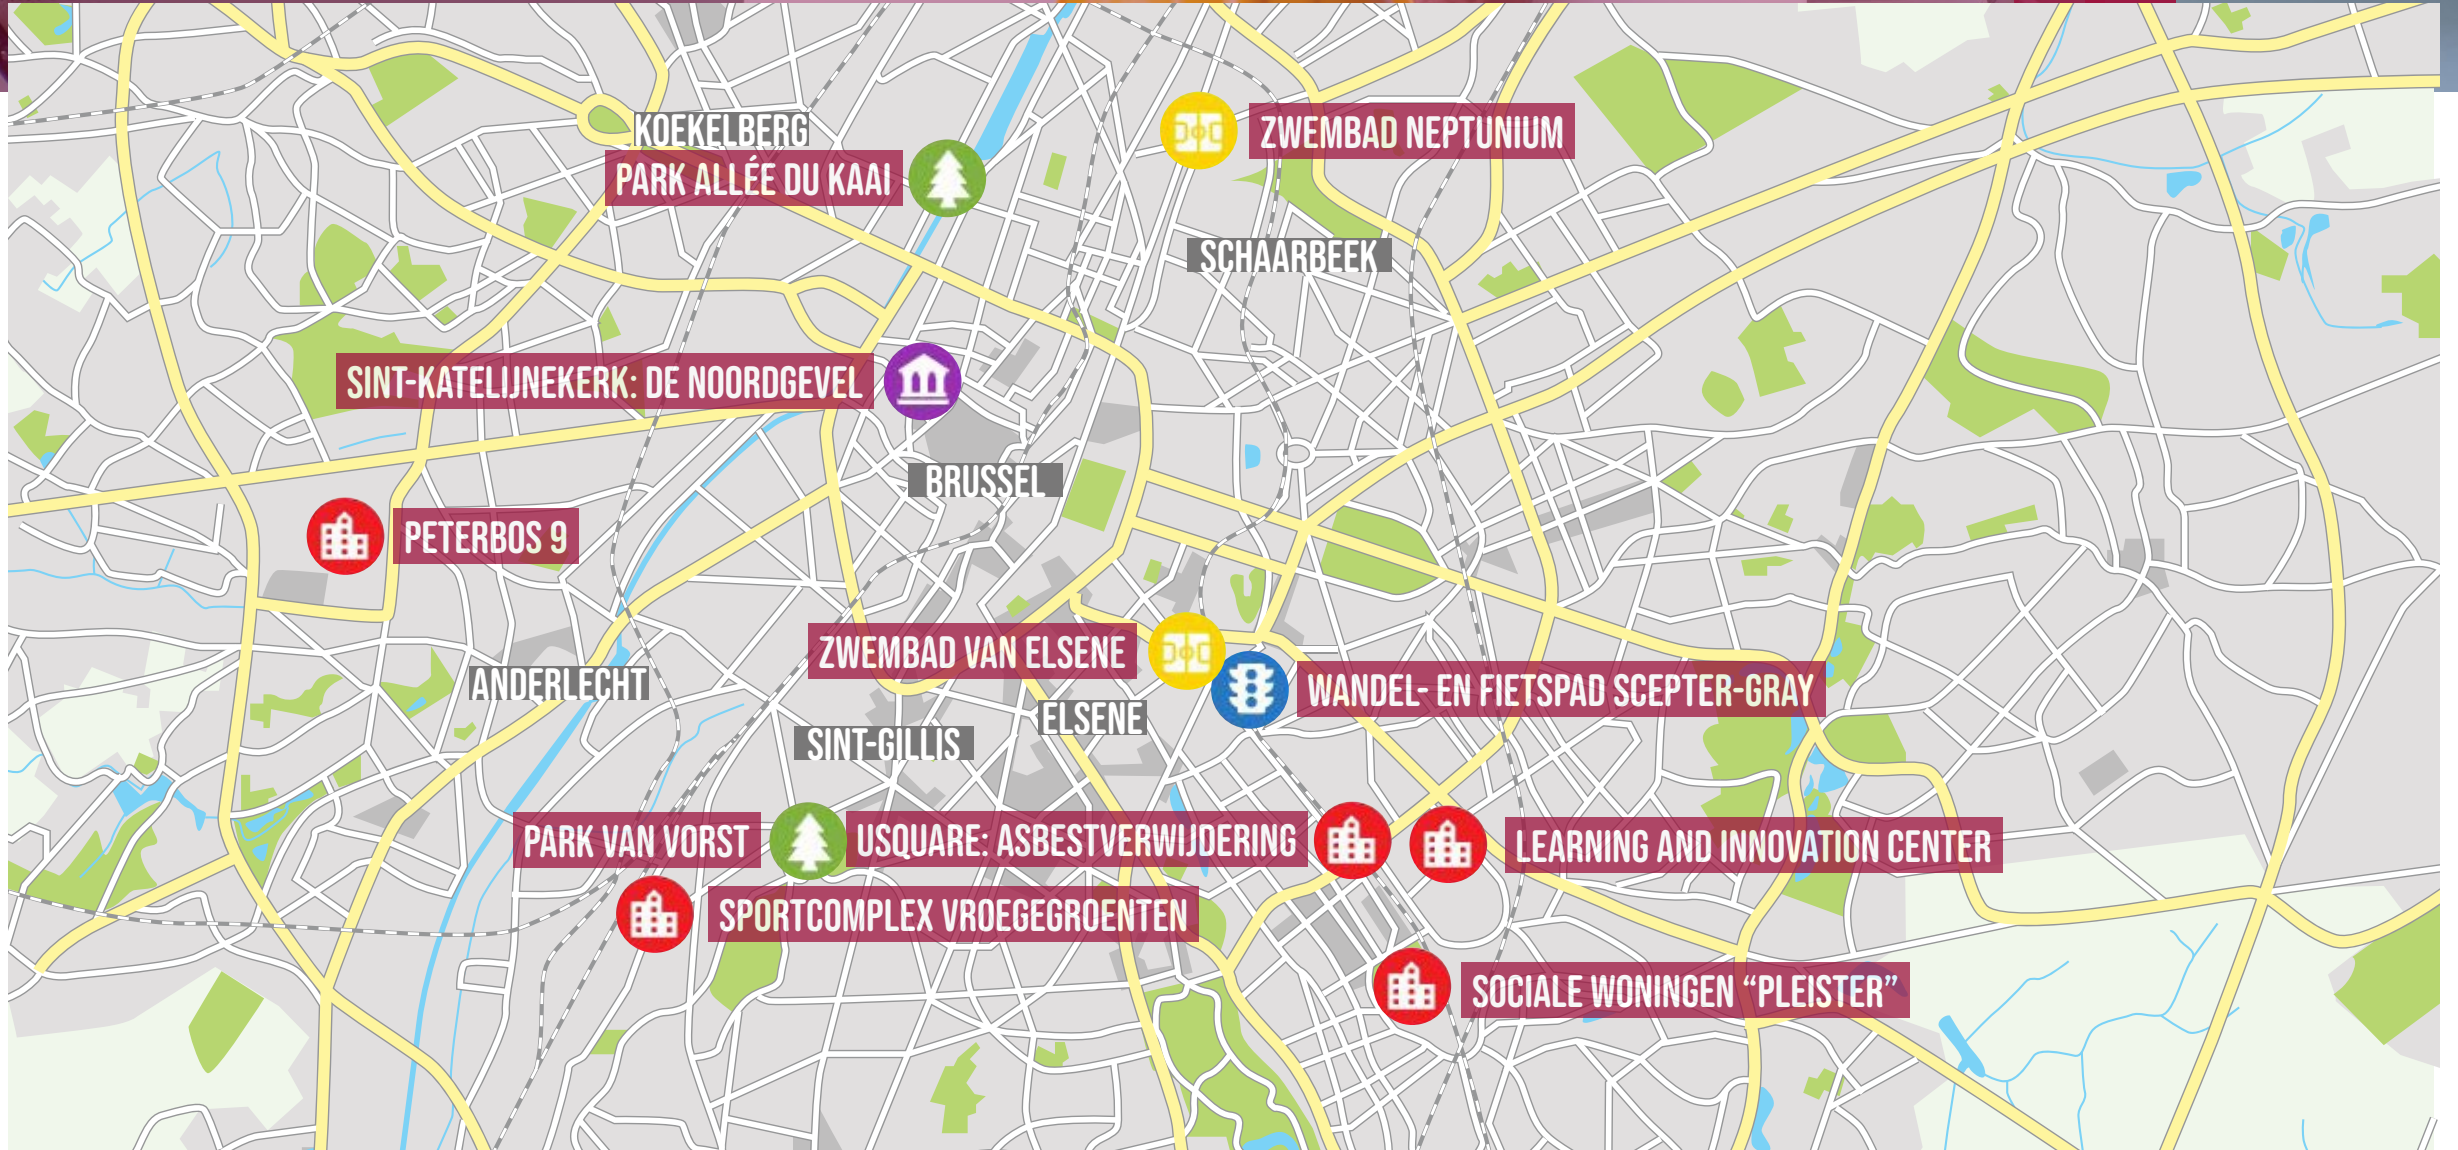 KOEKELBERG
ZWEMBAD NEPTUNIUM
PARK ALLÉE DU KAAI
SCHAARBEEK
SINT-KATELIJNEKERK: DE NOORDGEVEL
BRUSSEL
PETERBOS 9
ZWEMBAD VAN ELSENE
ANDERLECHT
WANDEL- EN FIETSPAD SCEPTER-GRAY
ELSENE
SINT-GILLIS
PARK VAN VORST
USQUARE: ASBESTVERWIJDERING
LEARNING AND INNOVATION CENTER
SPORTCOMPLEX VROEGEGROENTEN
SOCIALE WONINGEN “PLEISTER”